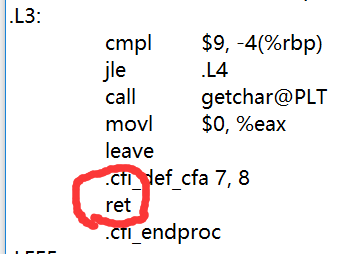 .L3:
cmpl $9, -4(%rbp)
jle .L4
call getchar@PLT
movl $0, %eax
leave
.cfi_def_cfa 7, 8
ret
.cfi_endproc